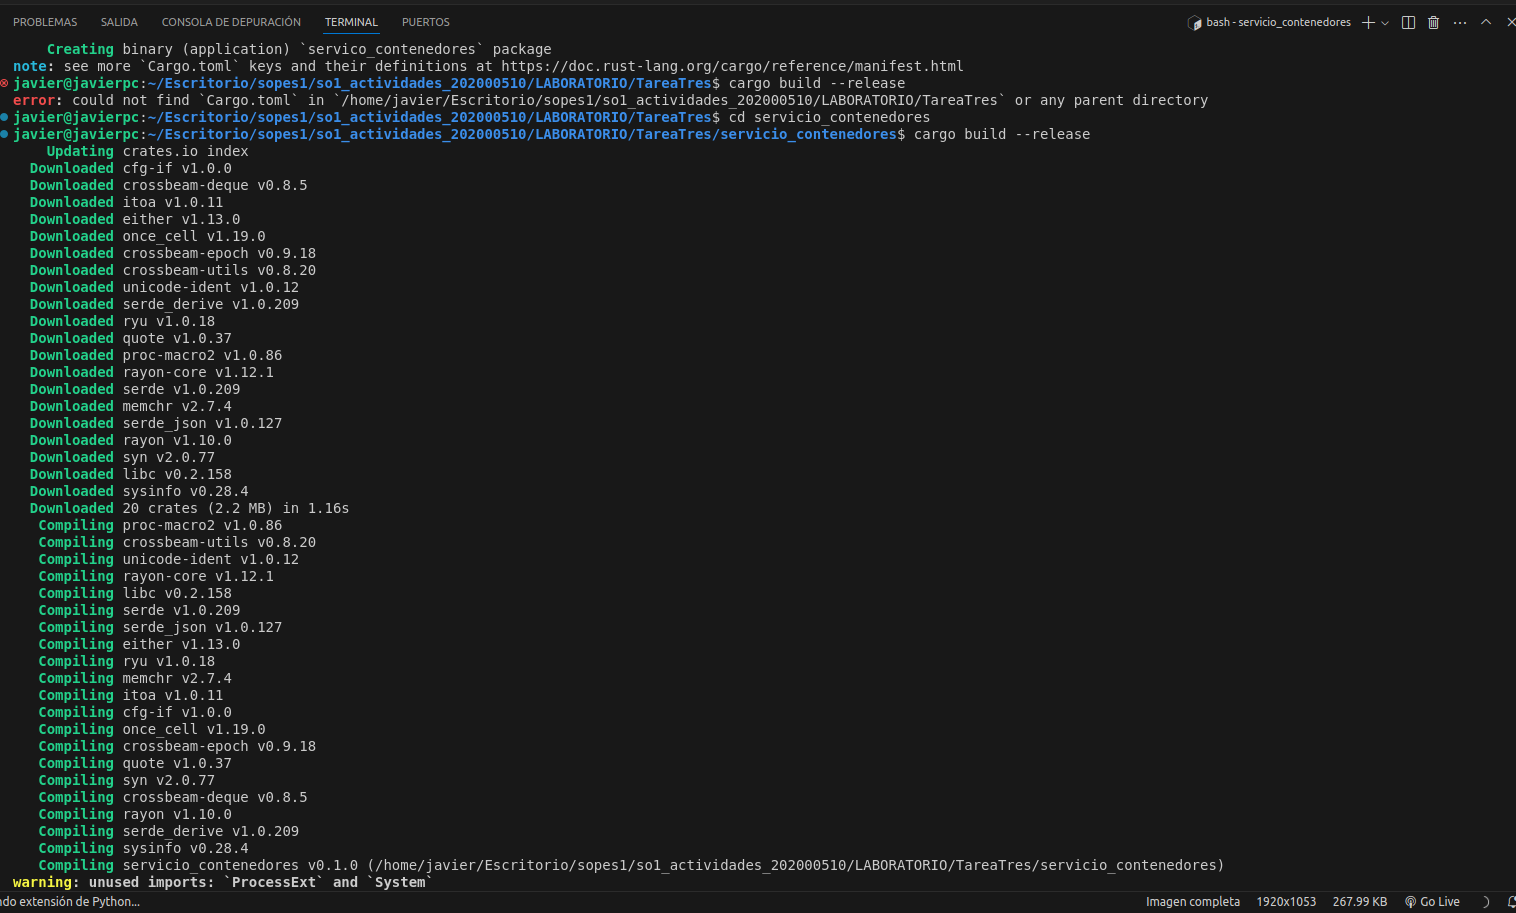 PROBLEMAS SALIDA CONSOLA DE DEPURACIÓN TERMINAL PUERTOS bash - servicio_contenedores
Creating binary (application) `servico_contenedores` package
note: see more `Cargo.toml` keys and their definitions at https://doc.rust-lang.org/cargo/reference/manifest.html
javier@javierpc:~/Escritorio/sopes1/so1_actividades_202000510/LABORATORIO/TareaTres$ cargo build --release
error: could not find `Cargo.toml` in `/home/javier/Escritorio/sopes1/so1_actividades_202000510/LABORATORIO/TareaTres` or any parent directory
javier@javierpc:~/Escritorio/sopes1/so1_actividades_202000510/LABORATORIO/TareaTres$ cd servicio_contenedores
javier@javierpc:~/Escritorio/sopes1/so1_actividades_202000510/LABORATORIO/TareaTres/servicio_contenedores$ cargo build --release
Updating crates.io index
Downloaded cfg-if v1.0.0
Downloaded crossbeam-deque v0.8.5
Downloaded itoa v1.0.11
Downloaded either v1.13.0
Downloaded once_cell v1.19.0
Downloaded crossbeam-epoch v0.9.18
Downloaded crossbeam-utils v0.8.20
Downloaded unicode-ident v1.0.12
Downloaded serde_derive v1.0.209
Downloaded ryu v1.0.18
Downloaded quote v1.0.37
Downloaded proc-macro2 v1.0.86
Downloaded rayon-core v1.12.1
Downloaded serde v1.0.209
Downloaded memchr v2.7.4
Downloaded serde_json v1.0.127
Downloaded rayon v1.10.0
Downloaded syn v2.0.77
Downloaded libc v0.2.158
Downloaded sysinfo v0.28.4
Downloaded 20 crates (2.2 MB) in 1.16s
Compiling proc-macro2 v1.0.86
Compiling crossbeam-utils v0.8.20
Compiling unicode-ident v1.0.12
Compiling rayon-core v1.12.1
Compiling libc v0.2.158
Compiling serde v1.0.209
Compiling serde_json v1.0.127
Compiling either v1.13.0
Compiling ryu v1.0.18
Compiling memchr v2.7.4
Compiling itoa v1.0.11
Compiling cfg-if v1.0.0
Compiling once_cell v1.19.0
Compiling crossbeam-epoch v0.9.18
Compiling quote v1.0.37
Compiling syn v2.0.77
Compiling crossbeam-deque v0.8.5
Compiling rayon v1.10.0
Compiling serde_derive v1.0.209
Compiling sysinfo v0.28.4
Compiling servicio_contenedores v0.1.0 (/home/javier/Escritorio/sopes1/so1_actividades_202000510/LABORATORIO/TareaTres/servicio_contenedores)
warning: unused imports: `ProcessExt` and `System`
ndo extensión de Python... Imagen completa 1920x1053 267.99 KB Go Live